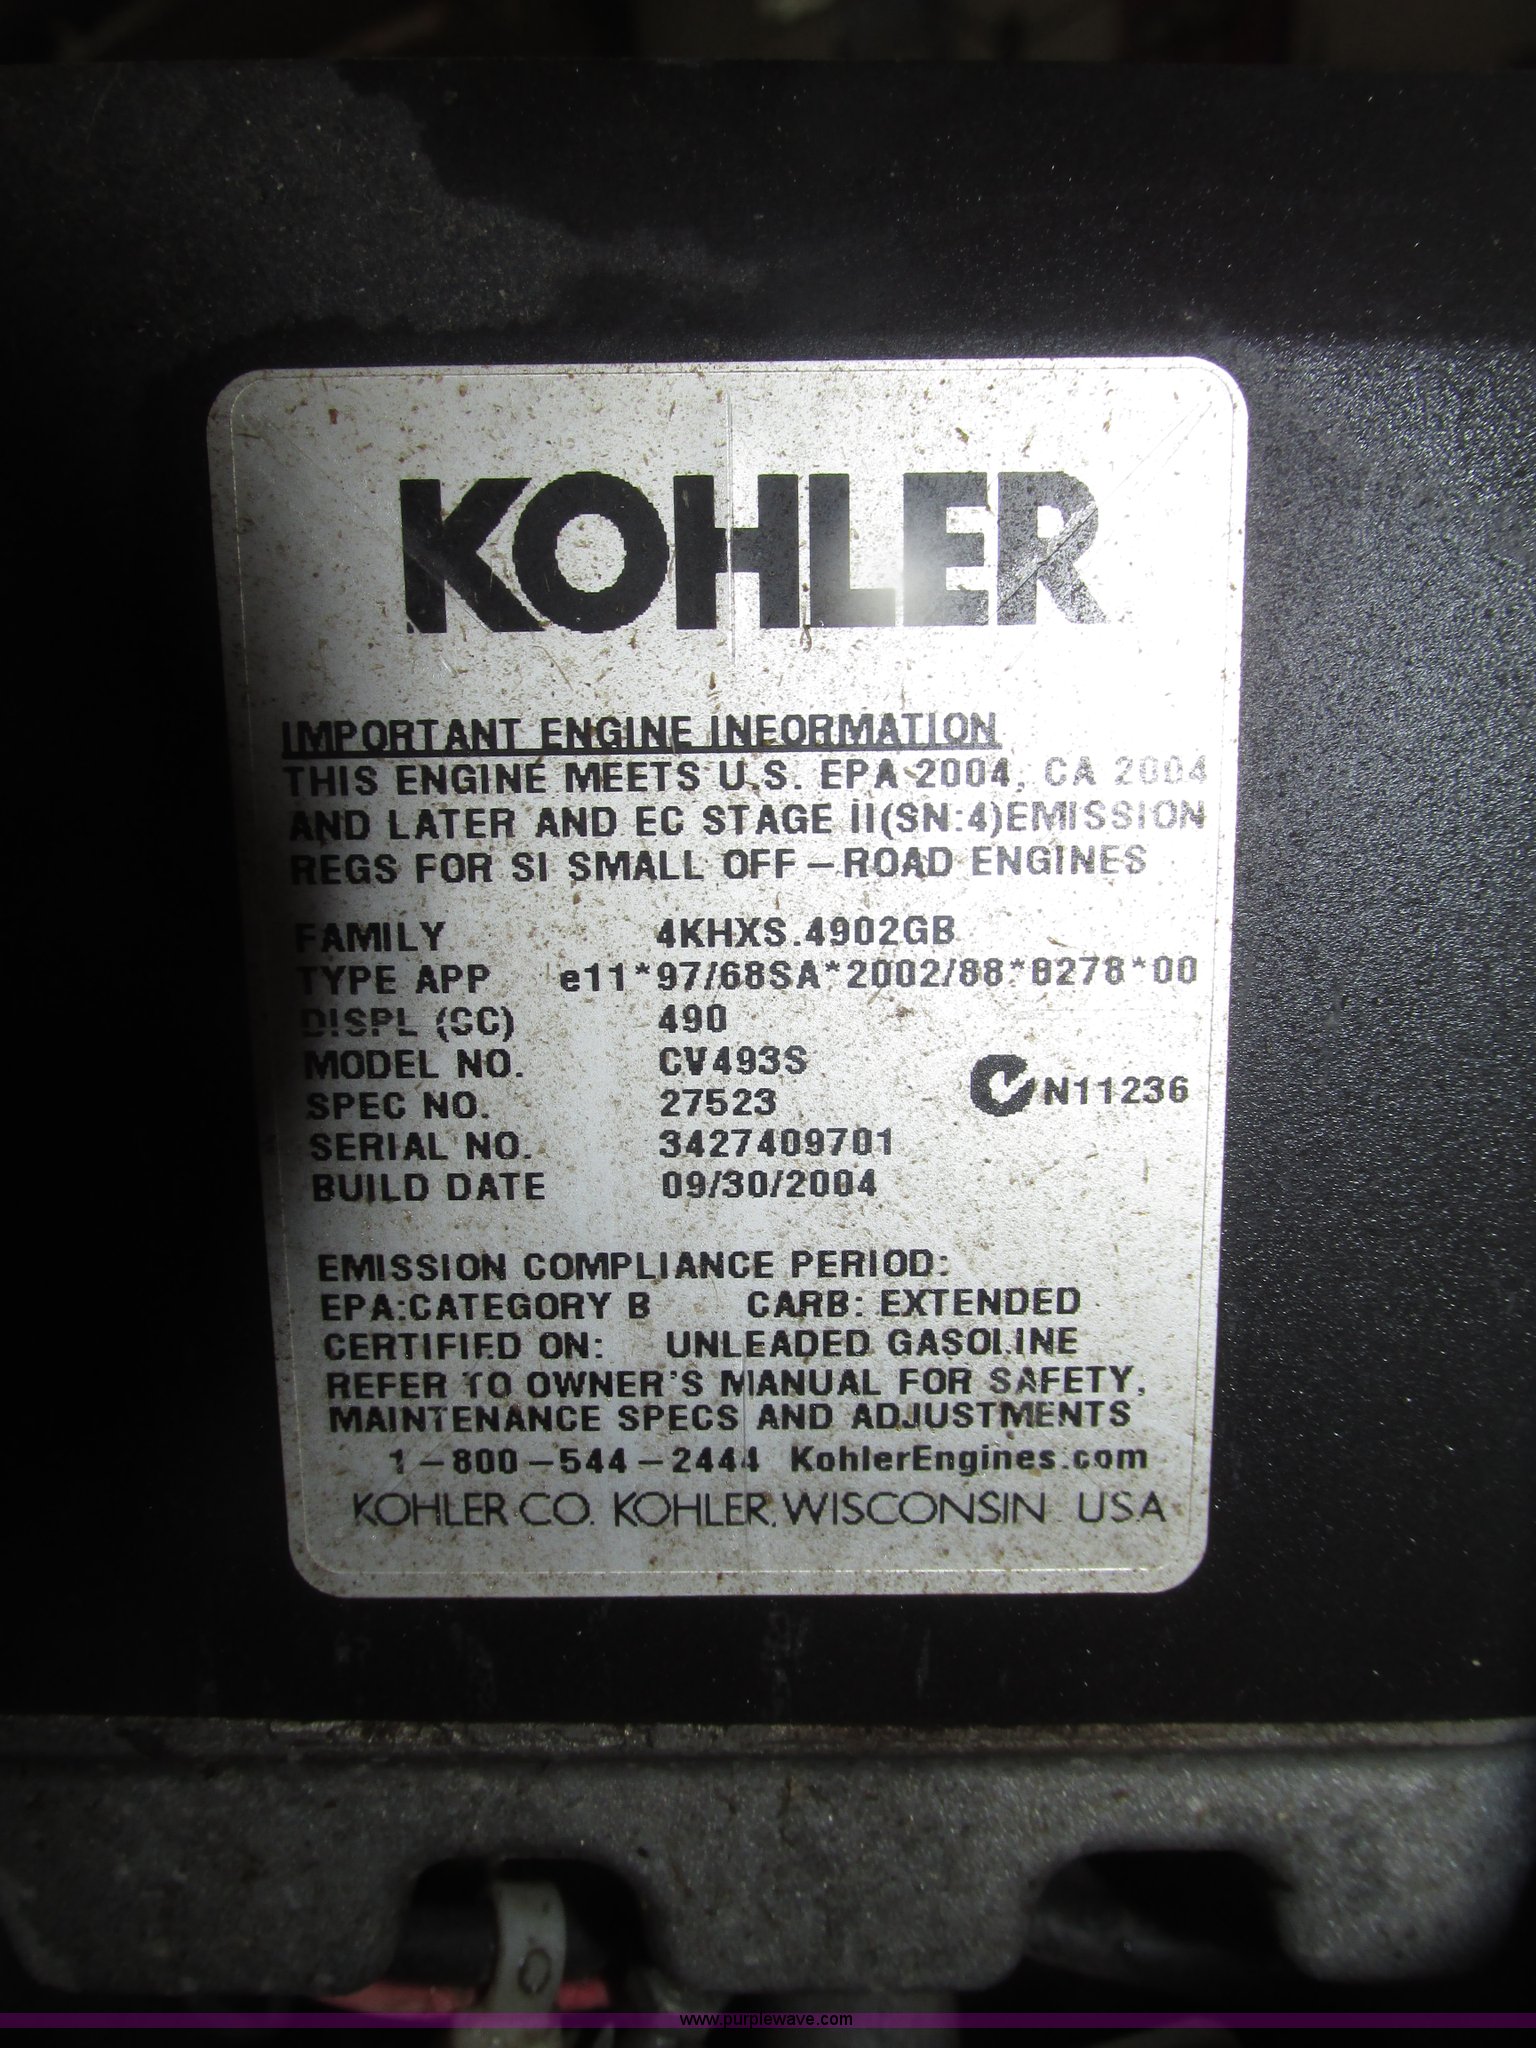 KOHLER
IMPORTANT ENGINE INFORMATION
THIS ENGINE MEETS U.S. EPA 2004, CA 2004
AND LATER AND EC STAGE II(SN:4)EMISSION
REGS FOR SI SMALL OFF-ROAD ENGINES
FAMILY 4KHXS.4902GB
TYPE APP e11*97/68SA*2002/88*0278*00
DISPL (CC) 490
MODEL NO. CV493S
SPEC NO. 27523 N11236
SERIAL NO. 3427409701
BUILD DATE 09/30/2004
EMISSION COMPLIANCE PERIOD:
EPA:CATEGORY B CARB: EXTENDED
CERTIFIED ON: UNLEADED GASOLINE
REFER TO OWNER'S MANUAL FOR SAFETY,
MAINTENANCE SPECS AND ADJUSTMENTS
1-800-544-2444 KohlerEngines.com
KOHLER CO. KOHLER, WISCONSIN USA
www.purplewave.com